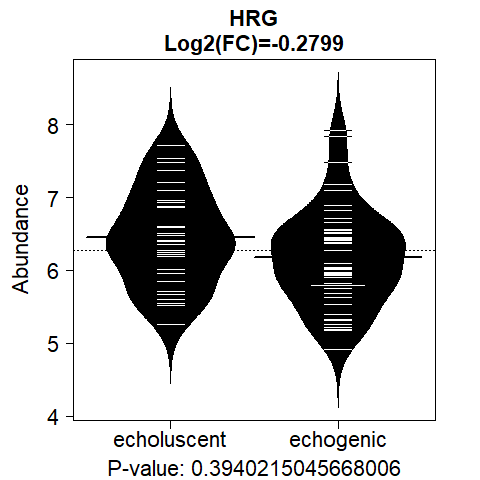 HRG
Log2(FC)=-0.2799
Abundance
8
7
6
5
4
echoluscent
echogenic
P-value: 0.3940215045668006